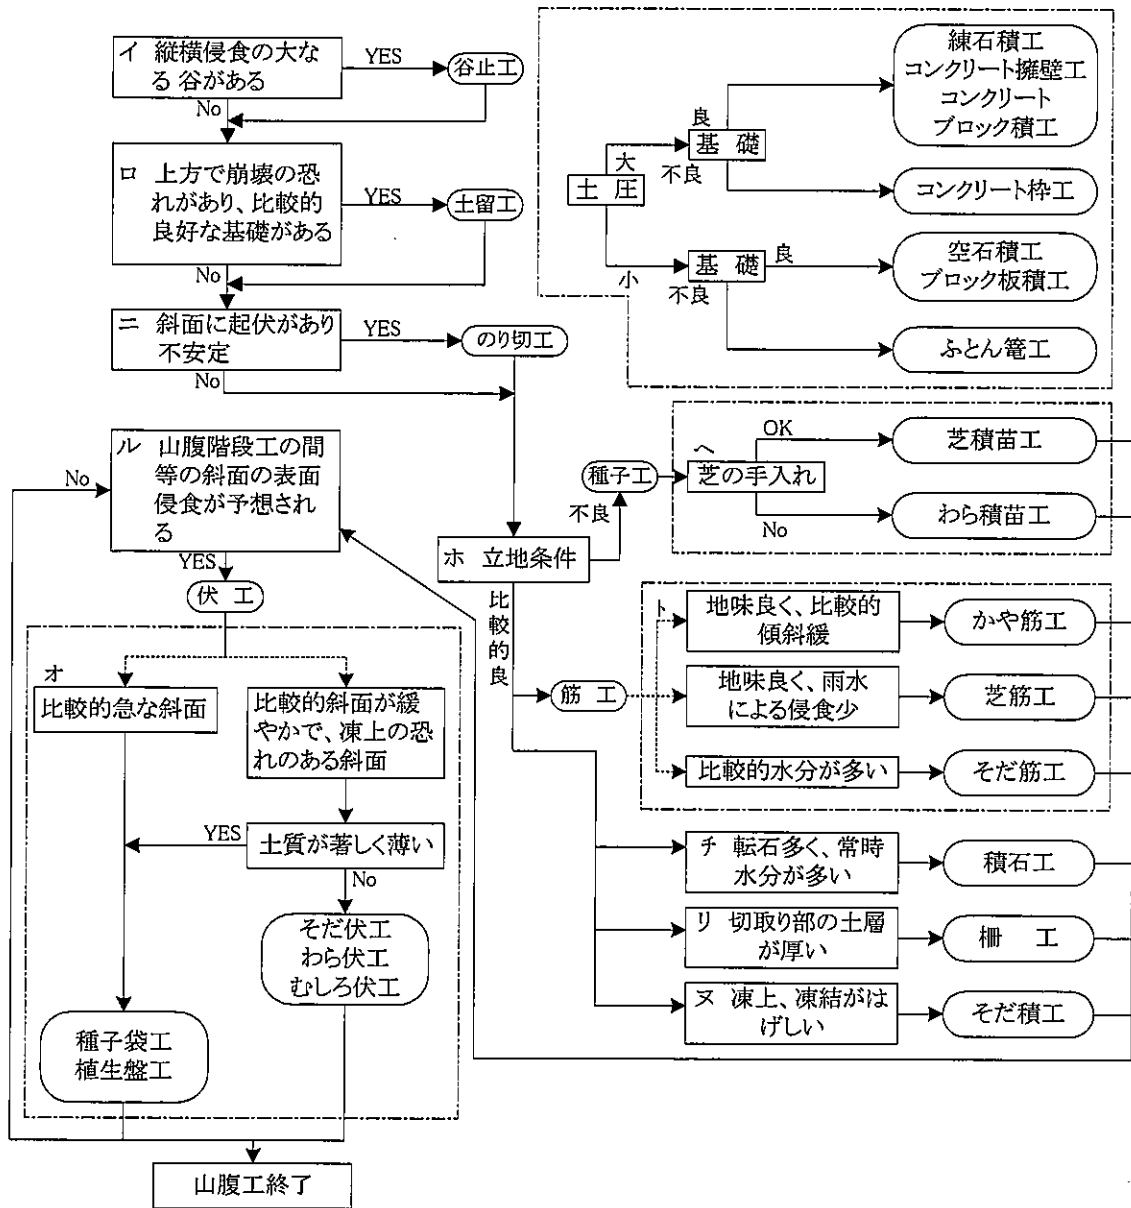 イ 縦横侵食の大な
る 谷がある
YES
谷止工
No
ロ 上方で崩壊の恐
れがあり、比較的
良好な基礎がある
YES
土留工
No
ニ 斜面に起伏があり
不安定
YES
のり切工
No
土 圧
大
小
基 礎
良
不良
練石積工
コンクリート擁壁工
コンクリート
ブロック積工
コンクリート枠工
基 礎
良
不良
空石積工
ブロック板積工
ふとん篭工
ホ 立地条件
不良
種子工
ヘ
芝の手入れ
OK
芝積苗工
No
わら積苗工
比較的良
筋 工
ト
地味良く、比較的
傾斜緩
かや筋工
地味良く、雨水
による侵食少
芝筋工
比較的水分が多い
そだ筋工
チ 転石多く、常時
水分が多い
積石工
リ 切取り部の土層
が厚い
柵 工
ヌ 凍上、凍結がは
げしい
そだ積工
ル 山腹階段工の間
等の斜面の表面
侵食が予想され
る
No
YES
伏 工
オ
比較的急な斜面
比較的斜面が緩
やかで、凍上の恐
れのある斜面
土質が著しく薄い
YES
No
そだ伏工
わら伏工
むしろ伏工
種子袋工
植生盤工
山腹工終了